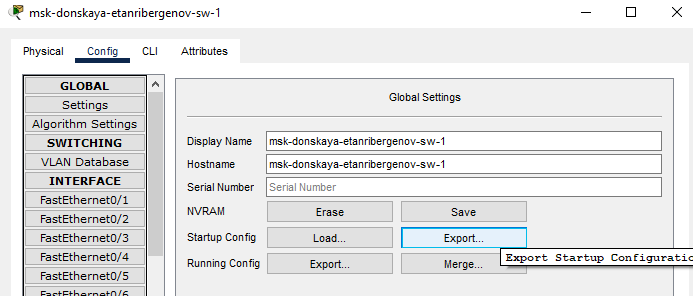 msk-donskaya-etanribergenov-sw-1
Physical Config CLI Attributes
GLOBAL
Settings
Algorithm Settings
SWITCHING
VLAN Database
INTERFACE
FastEthernet0/1
FastEthernet0/2
FastEthernet0/3
FastEthernet0/4
FastEthernet0/5
FastEthernet0/6
Global Settings
Display Name msk-donskaya-etanribergenov-sw-1
Hostname msk-donskaya-etanribergenov-sw-1
Serial Number Serial Number
NVRAM Erase Save
Startup Config Load... Export...
Export Startup Configuratio
Running Config Export... Merge...